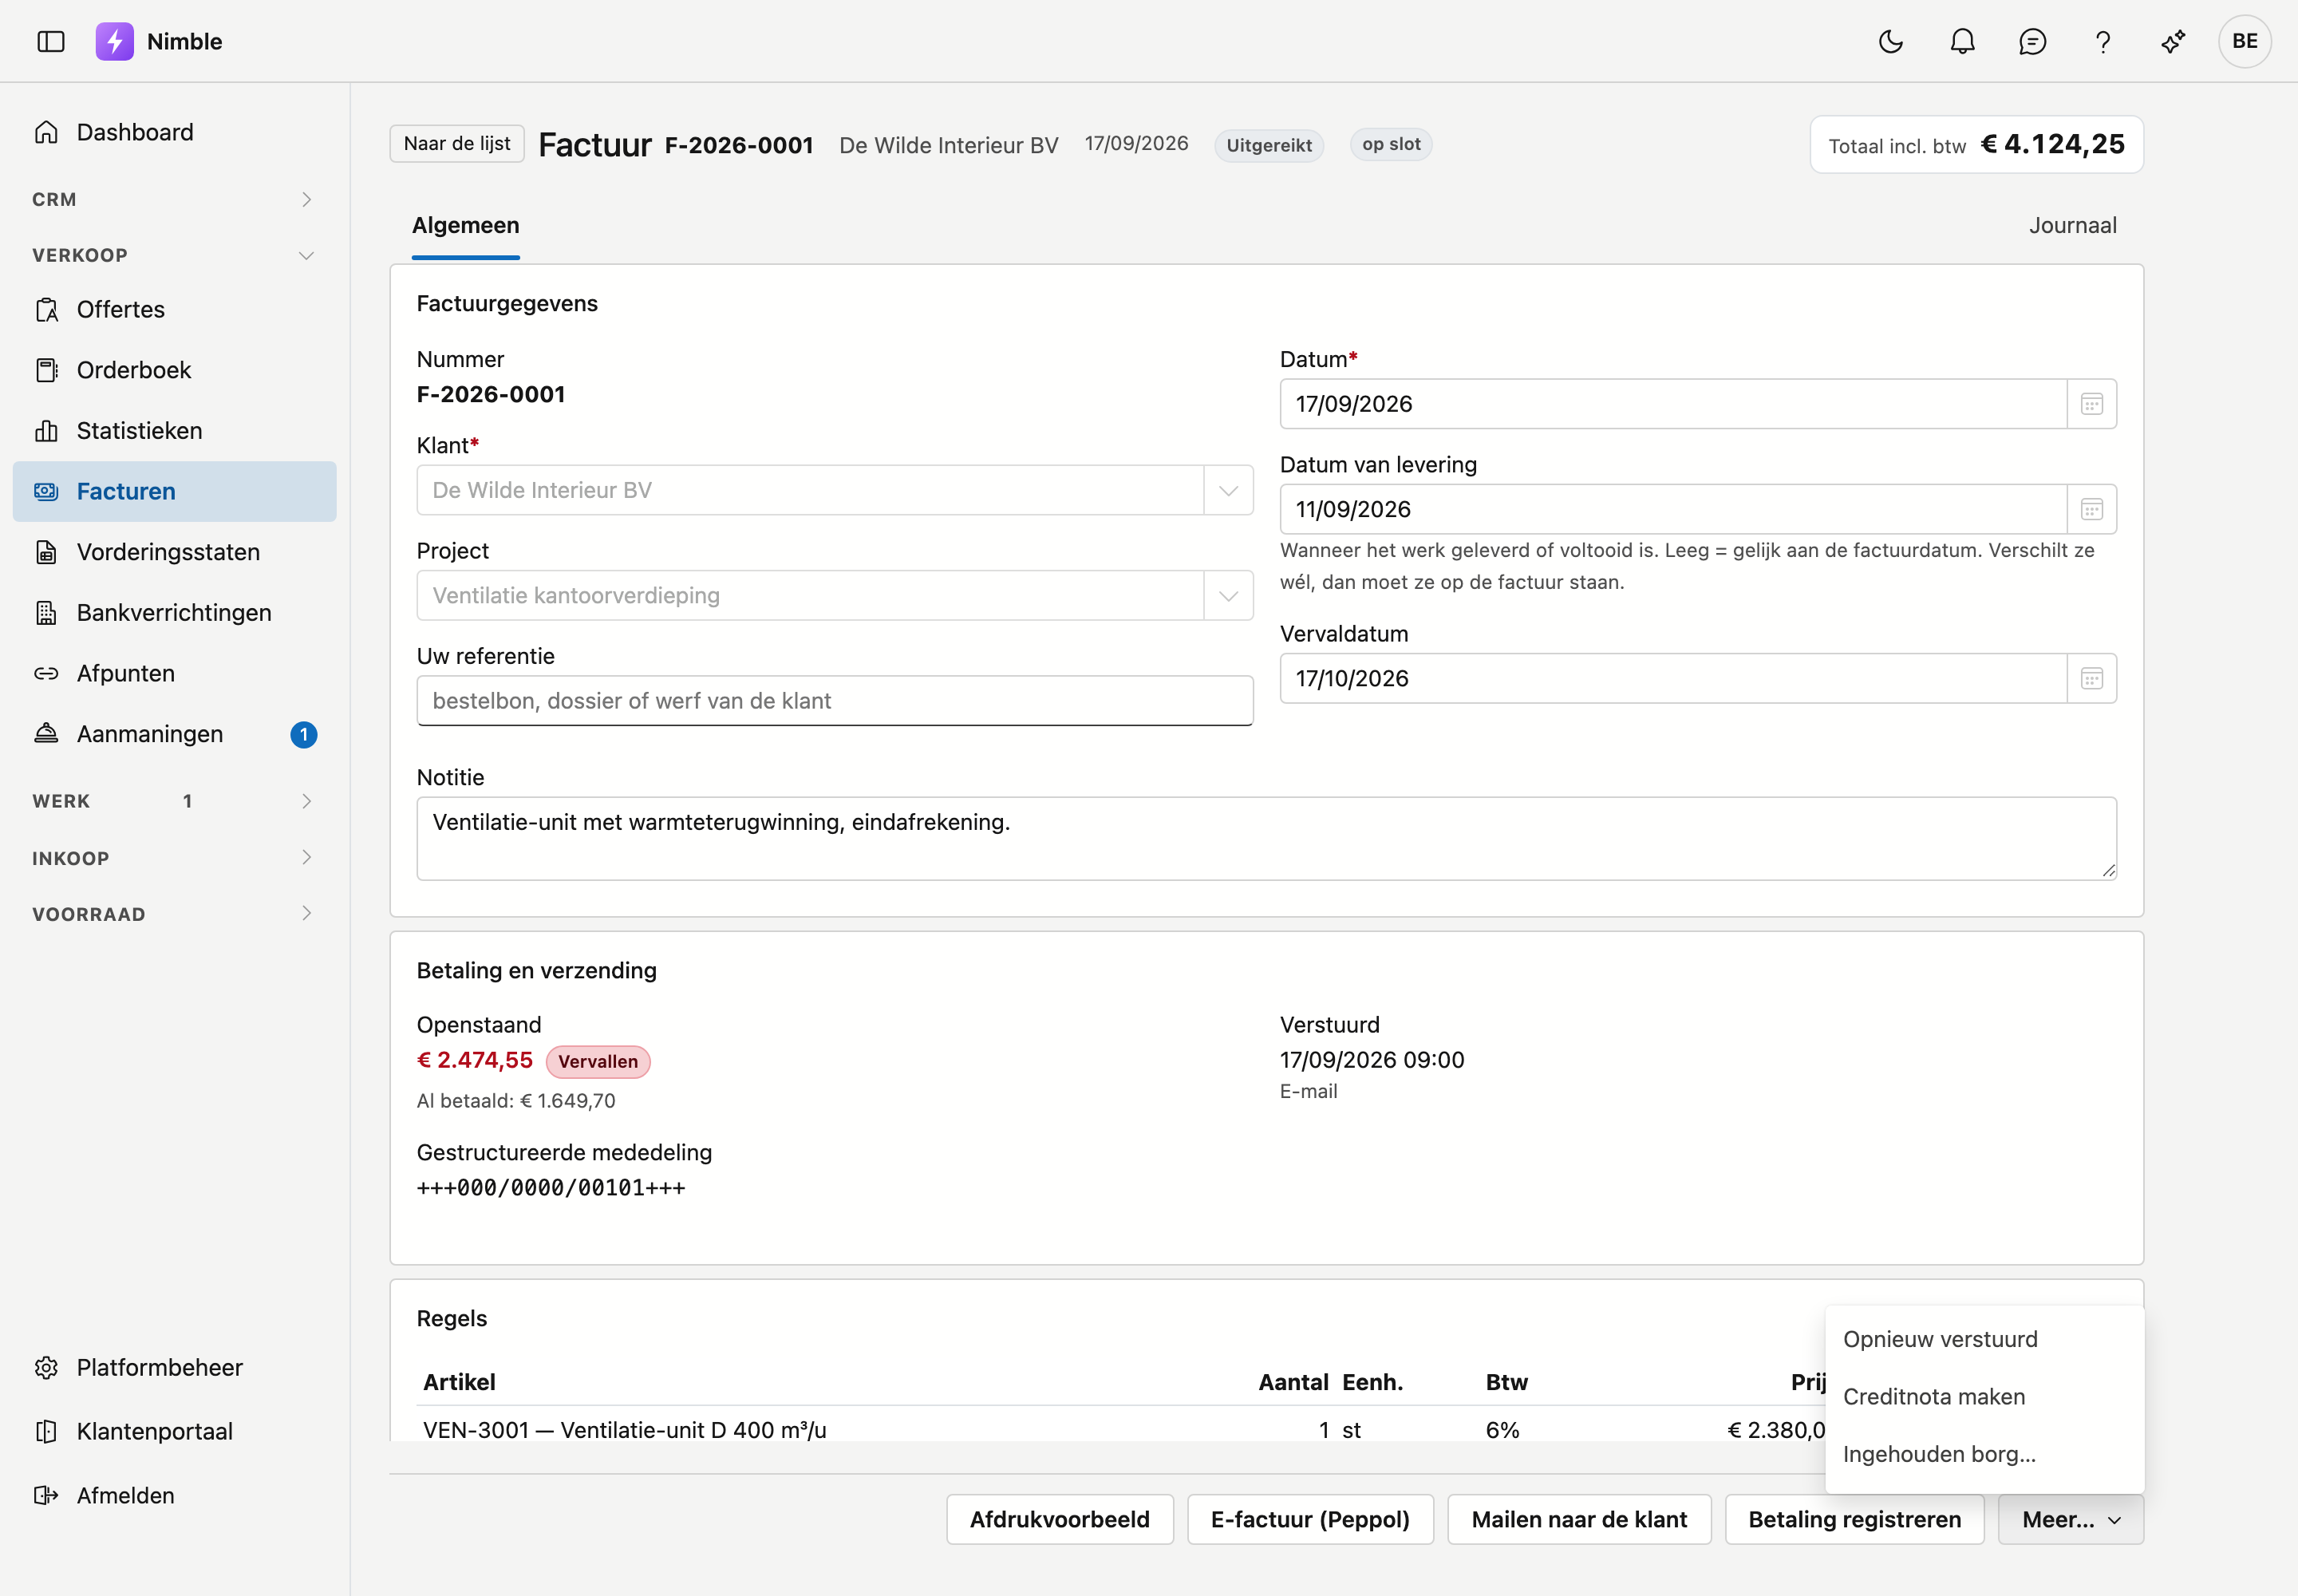 Nimble
BE
Dashboard
CRM
VERKOOP
Offertes
Orderboek
Statistieken
Facturen
Vorderingsstaten
Bankverrichtingen
Afpunten
Aanmaningen 1
WERK 1
INKOOP
VOORRAAD
Platformbeheer
Klantenportaal
Afmelden
Naar de lijst Factuur F-2026-0001 De Wilde Interieur BV 17/09/2026 Uitgereikt op slot Totaal incl. btw € 4.124,25
Algemeen Journaal
Factuurgegevens
Nummer
F-2026-0001
Klant*
De Wilde Interieur BV
Project
Ventilatie kantoorverdieping
Uw referentie
bestelbon, dossier of werf van de klant
Datum*
17/09/2026
Datum van levering
11/09/2026
Wanneer het werk geleverd of voltooid is. Leeg = gelijk aan de factuurdatum. Verschilt ze
wél, dan moet ze op de factuur staan.
Vervaldatum
17/10/2026
Notitie
Ventilatie-unit met warmteterugwinning, eindafrekening.
Betaling en verzending
Openstaand
€ 2.474,55 Vervallen
Al betaald: € 1.649,70
Gestructureerde mededeling
+++000/0000/00101+++
Verstuurd
17/09/2026 09:00
E-mail
Regels
Artikel Aantal Eenh. Btw Prij
VEN-3001 — Ventilatie-unit D 400 m³/u 1 st 6% € 2.380,0
Opnieuw verstuurd
Creditnota maken
Ingehouden borg...
Afdrukvoorbeeld E-factuur (Peppol) Mailen naar de klant Betaling registreren Meer...